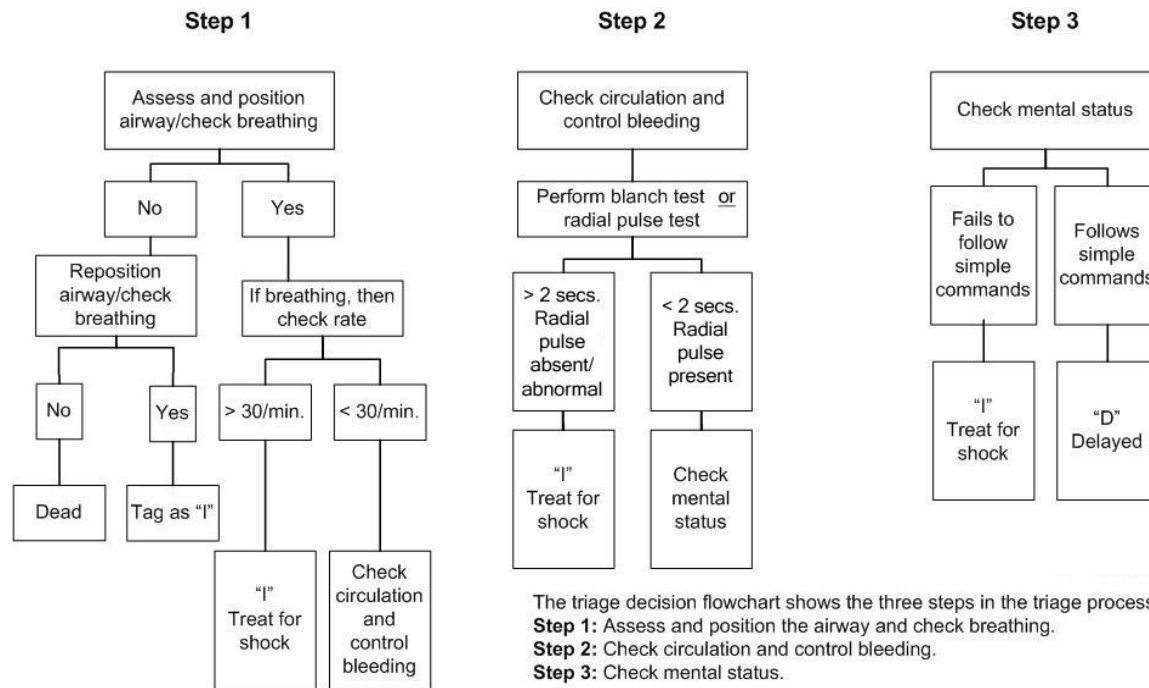 Step 1
Assess and position
airway/check breathing
No
Yes
Reposition
airway/check
breathing
If breathing, then
check rate
No
Yes
> 30/min.
< 30/min.
Dead
Tag as “I”
“I”
Treat for
shock
Check
circulation
and
control
bleeding
Step 2
Check circulation and
control bleeding
Perform blanch test or
radial pulse test
> 2 secs.
Radial
pulse
absent/
abnormal
< 2 secs.
Radial
pulse
present
“I”
Treat for
shock
Check
mental
status
Step 3
Check mental status
Fails to
follow
simple
commands
Follows
simple
commands
“I”
Treat for
shock
“D”
Delayed
The triage decision flowchart shows the three steps in the triage process
Step 1: Assess and position the airway and check breathing.
Step 2: Check circulation and control bleeding.
Step 3: Check mental status.